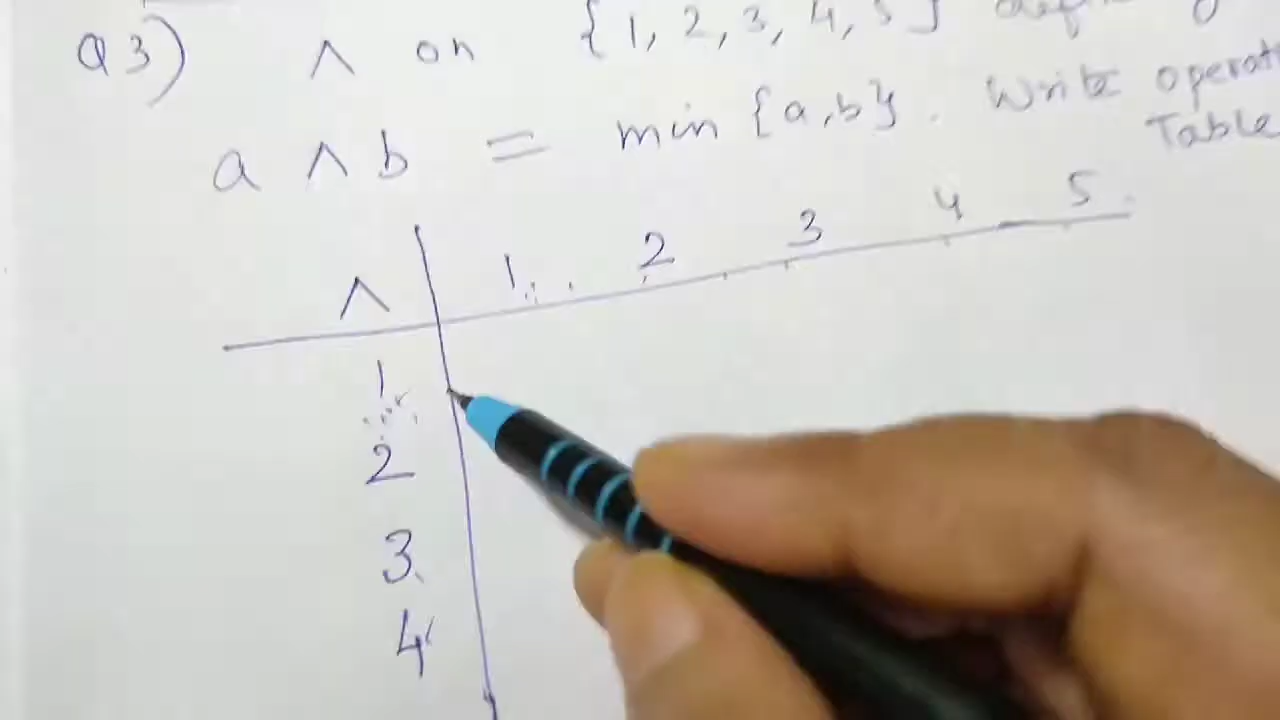 Q3) ∧ on {1, 2, 3, 4, 5}
a ∧ b = min {a,b}. Write
Table
∧ 1 2 3 4 5
1
2
3
4